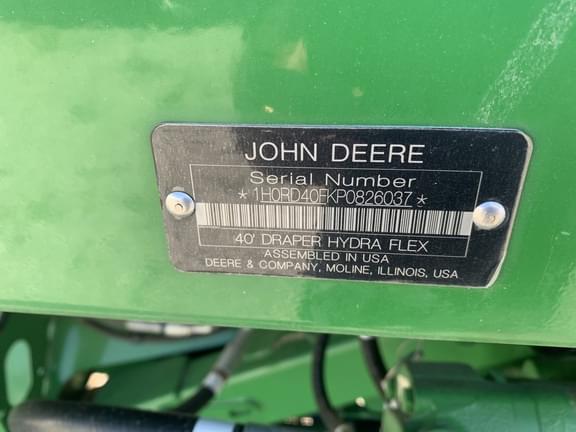 JOHN DEERE
Serial Number
*1H0RD40FKP0826037*
40' DRAPER HYDRA FLEX
ASSEMBLED IN USA
DEERE & COMPANY, MOLINE, ILLINOIS, USA